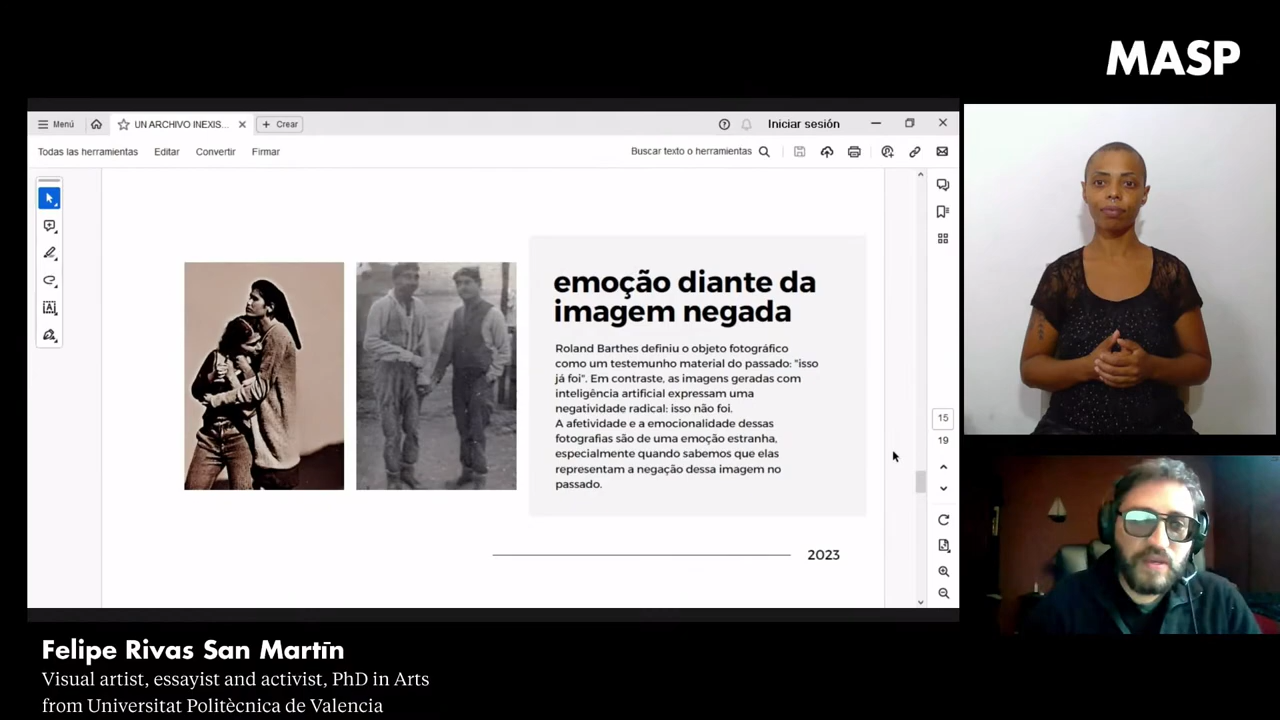 MASP
Menú
UN ARCHIVO INEXIS...
Crear
Iniciar sesión
Todas las herramientas
Editar
Convertir
Firmar
Buscar texto o herramientas
emoção diante da
imagem negada
Roland Barthes definiu o objeto fotográfico
como um testemunho material do passado: "isso
já foi". Em contraste, as imagens geradas com
inteligência artificial expressam uma
negatividade radical: isso não foi.
A afetividade e a emocionalidade dessas
fotografias são de uma emoção estranha,
especialmente quando sabemos que elas
representam a negação dessa imagem no
passado.
2023
15
19
Felipe Rivas San Martīn
Visual artist, essayist and activist, PhD in Arts
from Universitat Politècnica de Valencia